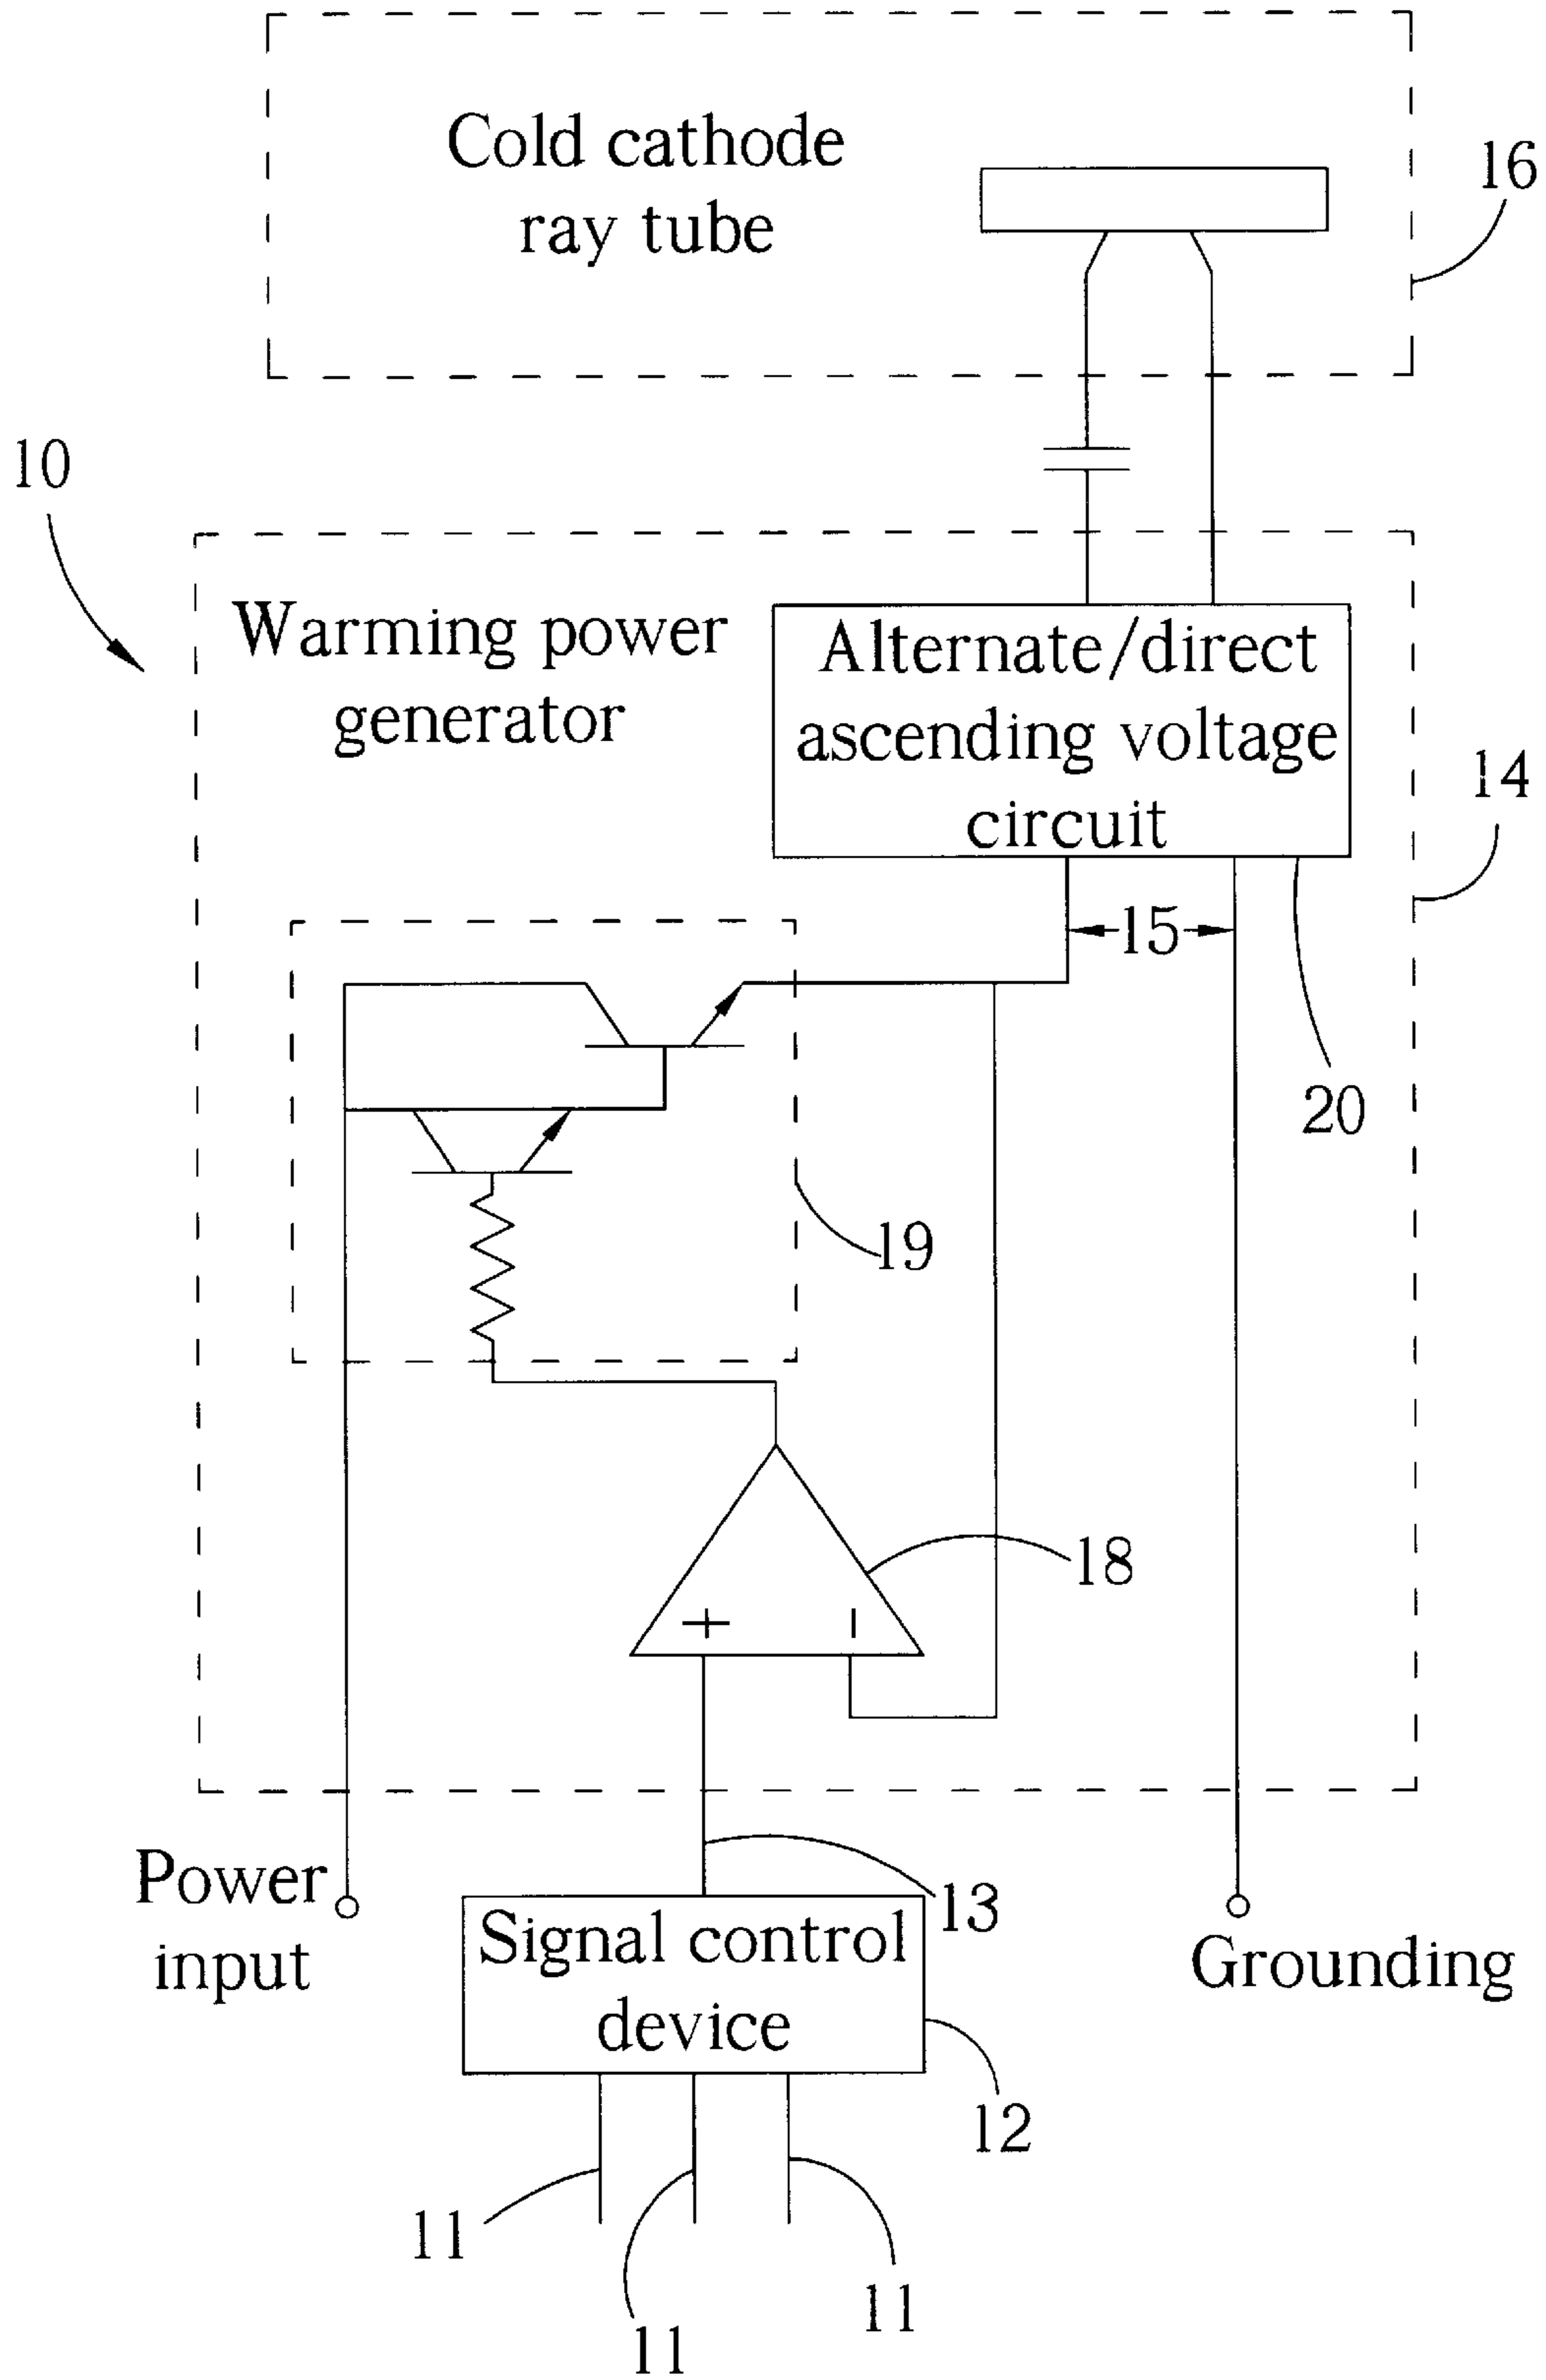 Cold cathode
ray tube
16
10
Warming power
generator
Alternate/direct
ascending voltage
circuit
14
15
20
19
18
+
−
13
Power
input
Signal control
device
Grounding
12
11
11
11